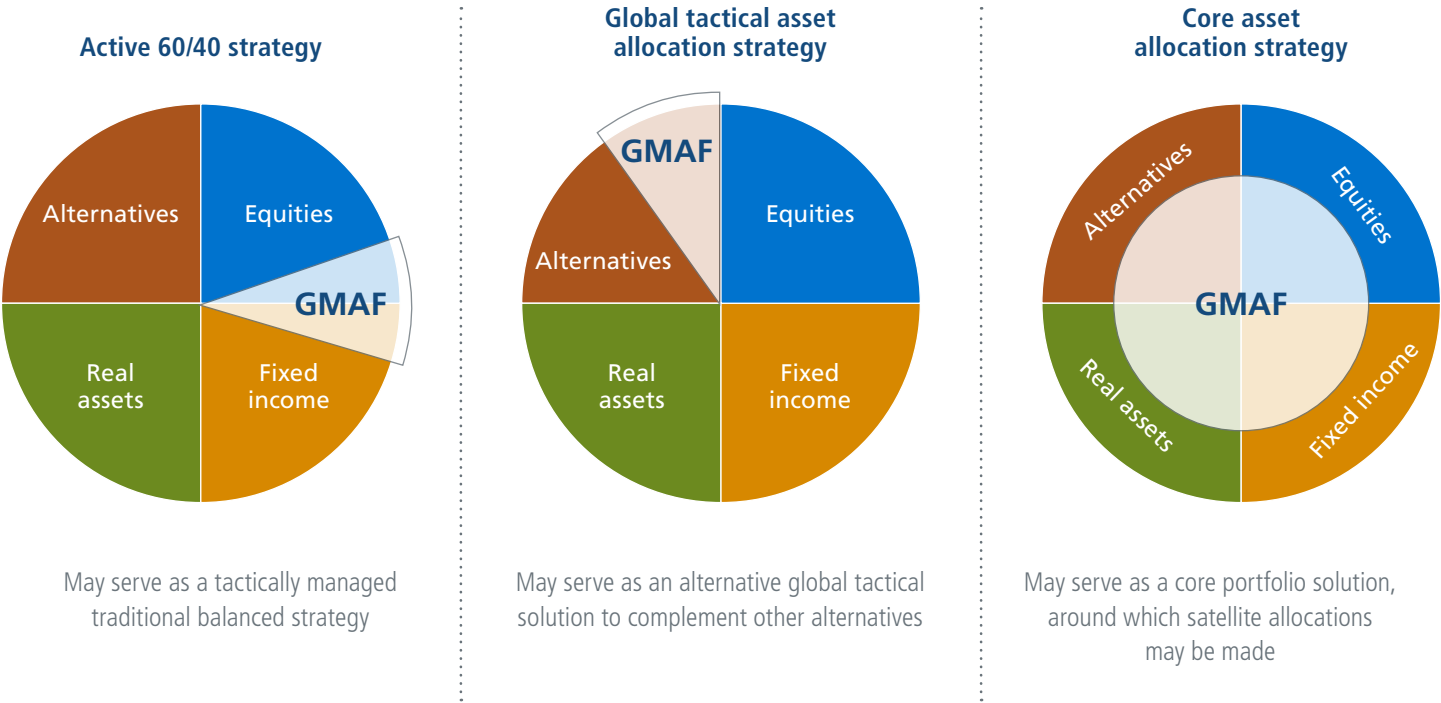 Active 60/40 strategy
Alternatives
Equities
GMAF
Real
assets
Fixed
income
May serve as a tactically managed
traditional balanced strategy
Global tactical asset
allocation strategy
GMAF
Equities
Alternatives
Real
assets
Fixed
income
May serve as an alternative global tactical
solution to complement other alternatives
Core asset
allocation strategy
Alternatives
Equities
GMAF
Real assets
Fixed income
May serve as a core portfolio solution,
around which satellite allocations
may be made